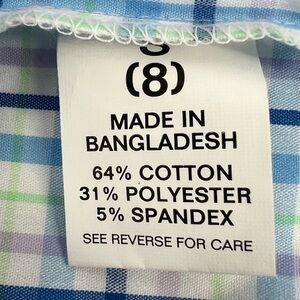 S
(8)
MADE IN
BANGLADESH
64% COTTON
31% POLYESTER
5% SPANDEX
SEE REVERSE FOR CARE